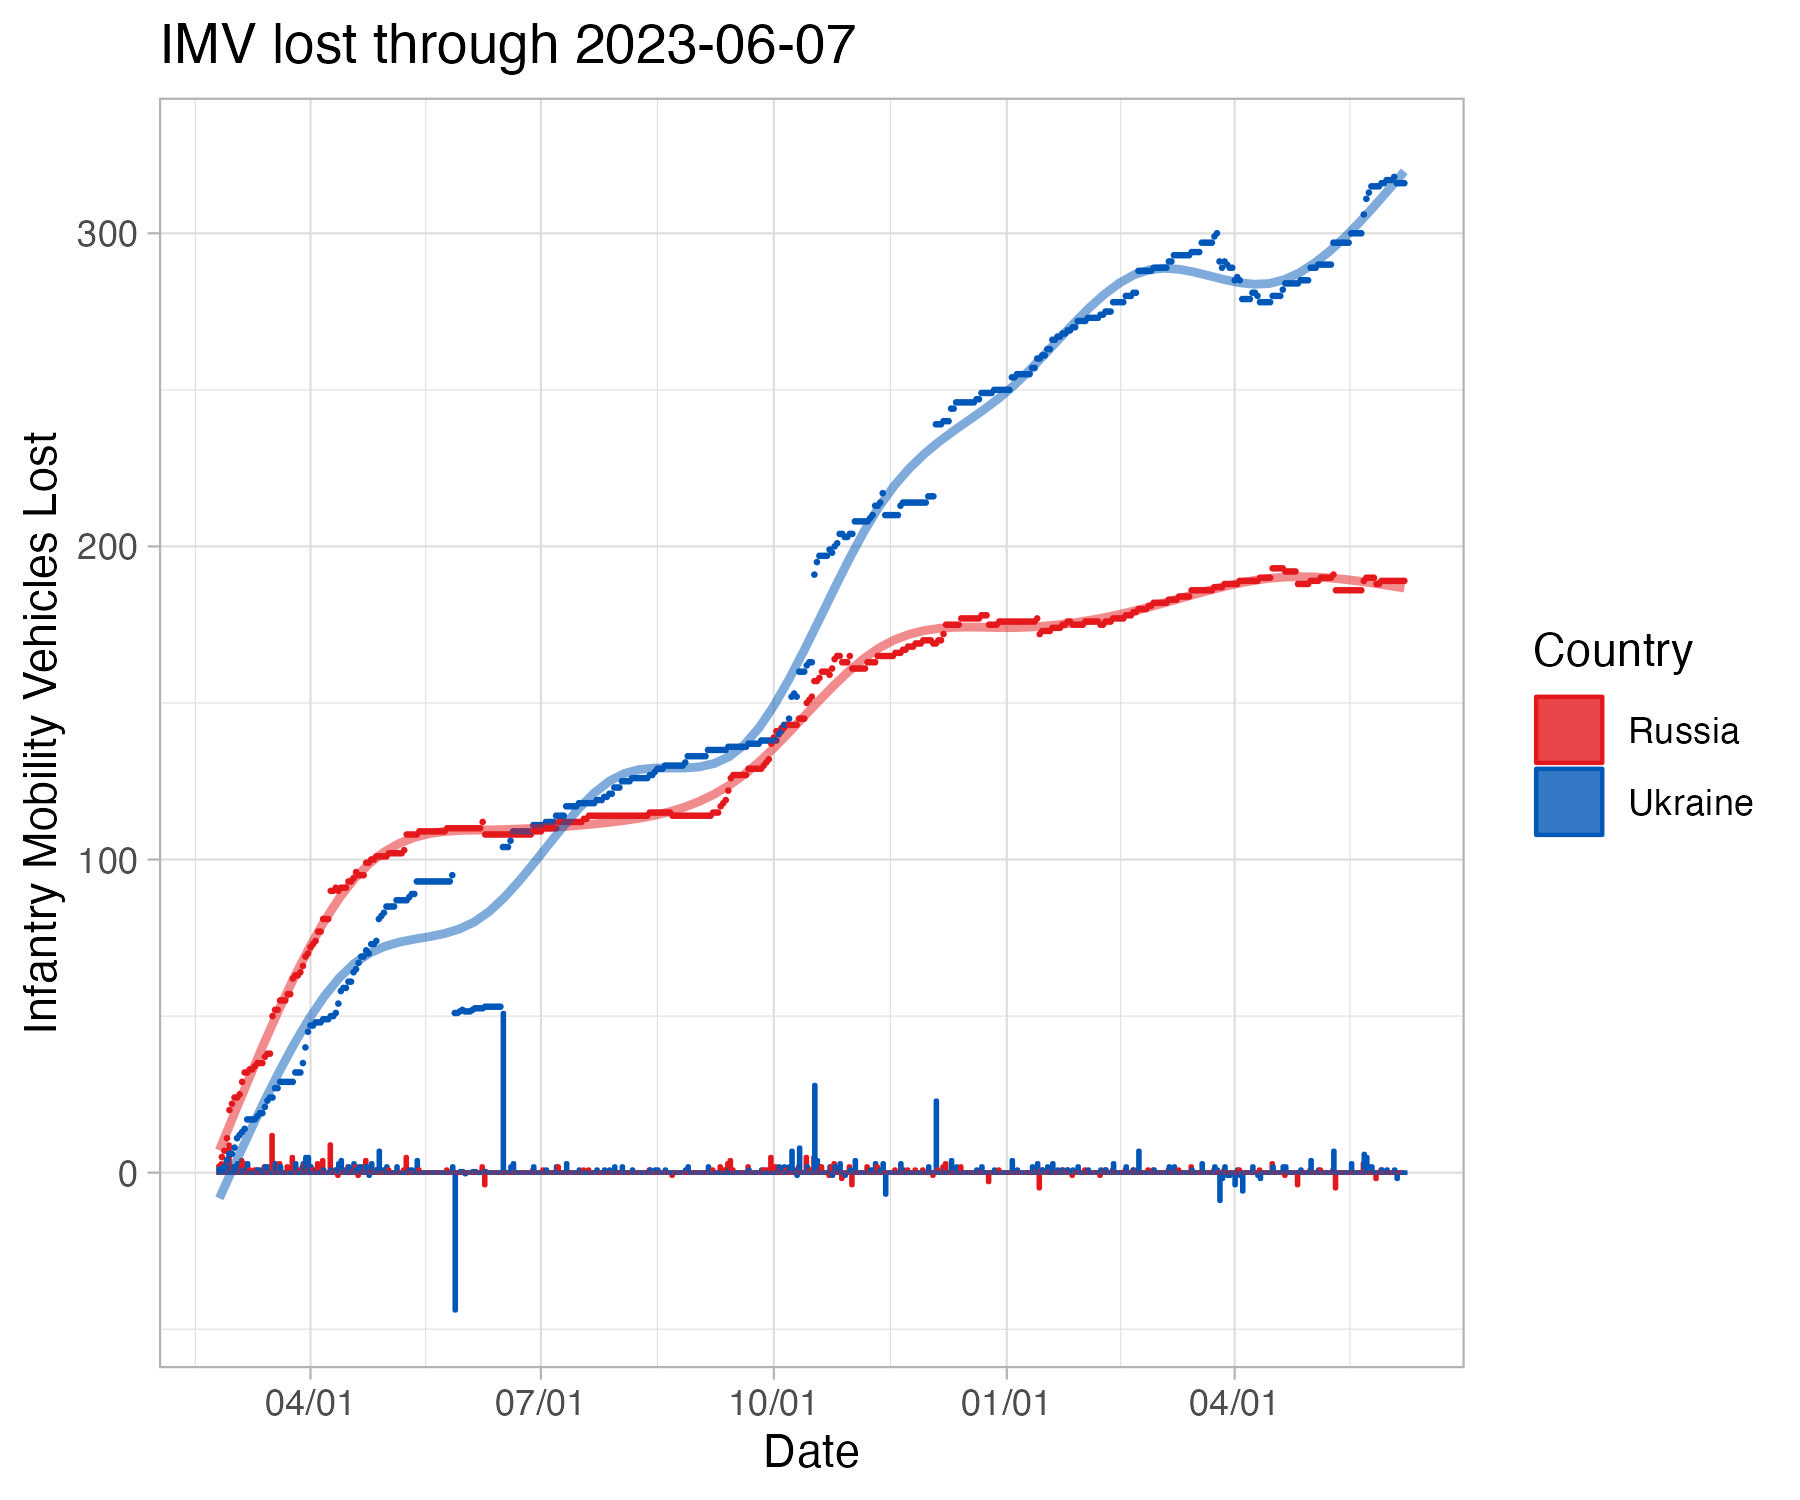 IMV lost through 2023-06-07
Infantry Mobility Vehicles Lost
300
200
100
0
04/01
07/01
10/01
01/01
04/01
Date
Country
Russia
Ukraine